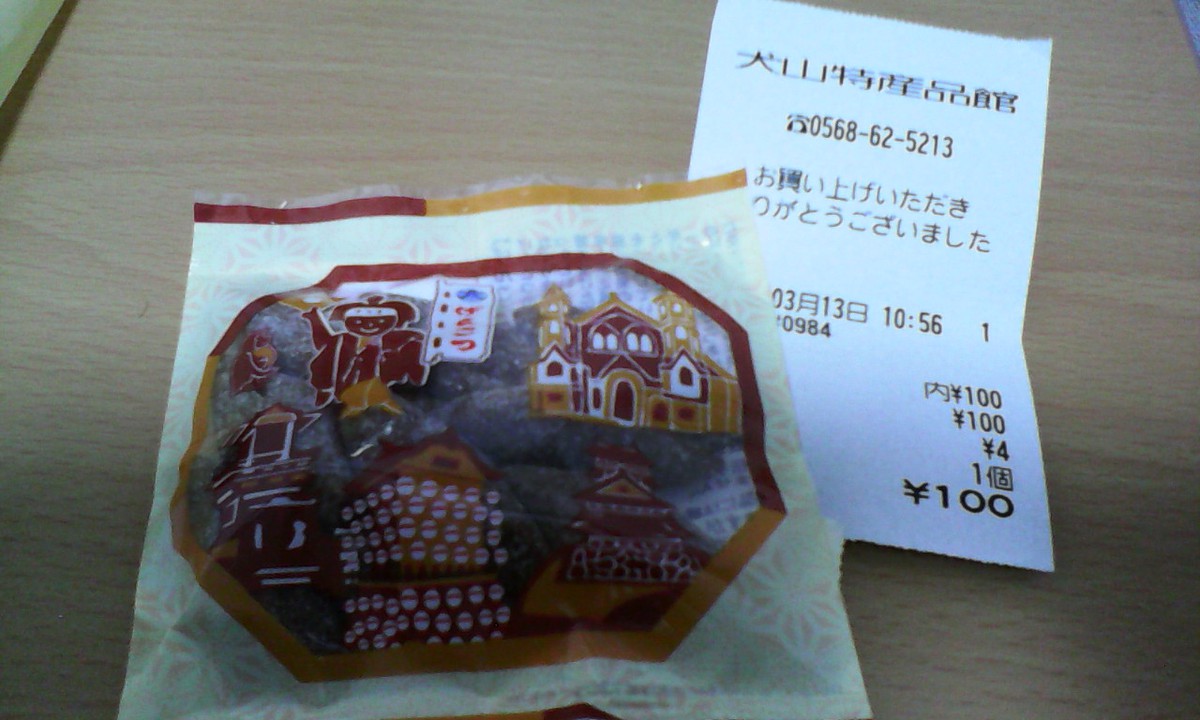 犬山特産品館
☎0568-62-5213
お買い上げいただき
りがとうございました
03月13日 10:56 1
0984
内¥100
¥100
¥4
1個
¥100